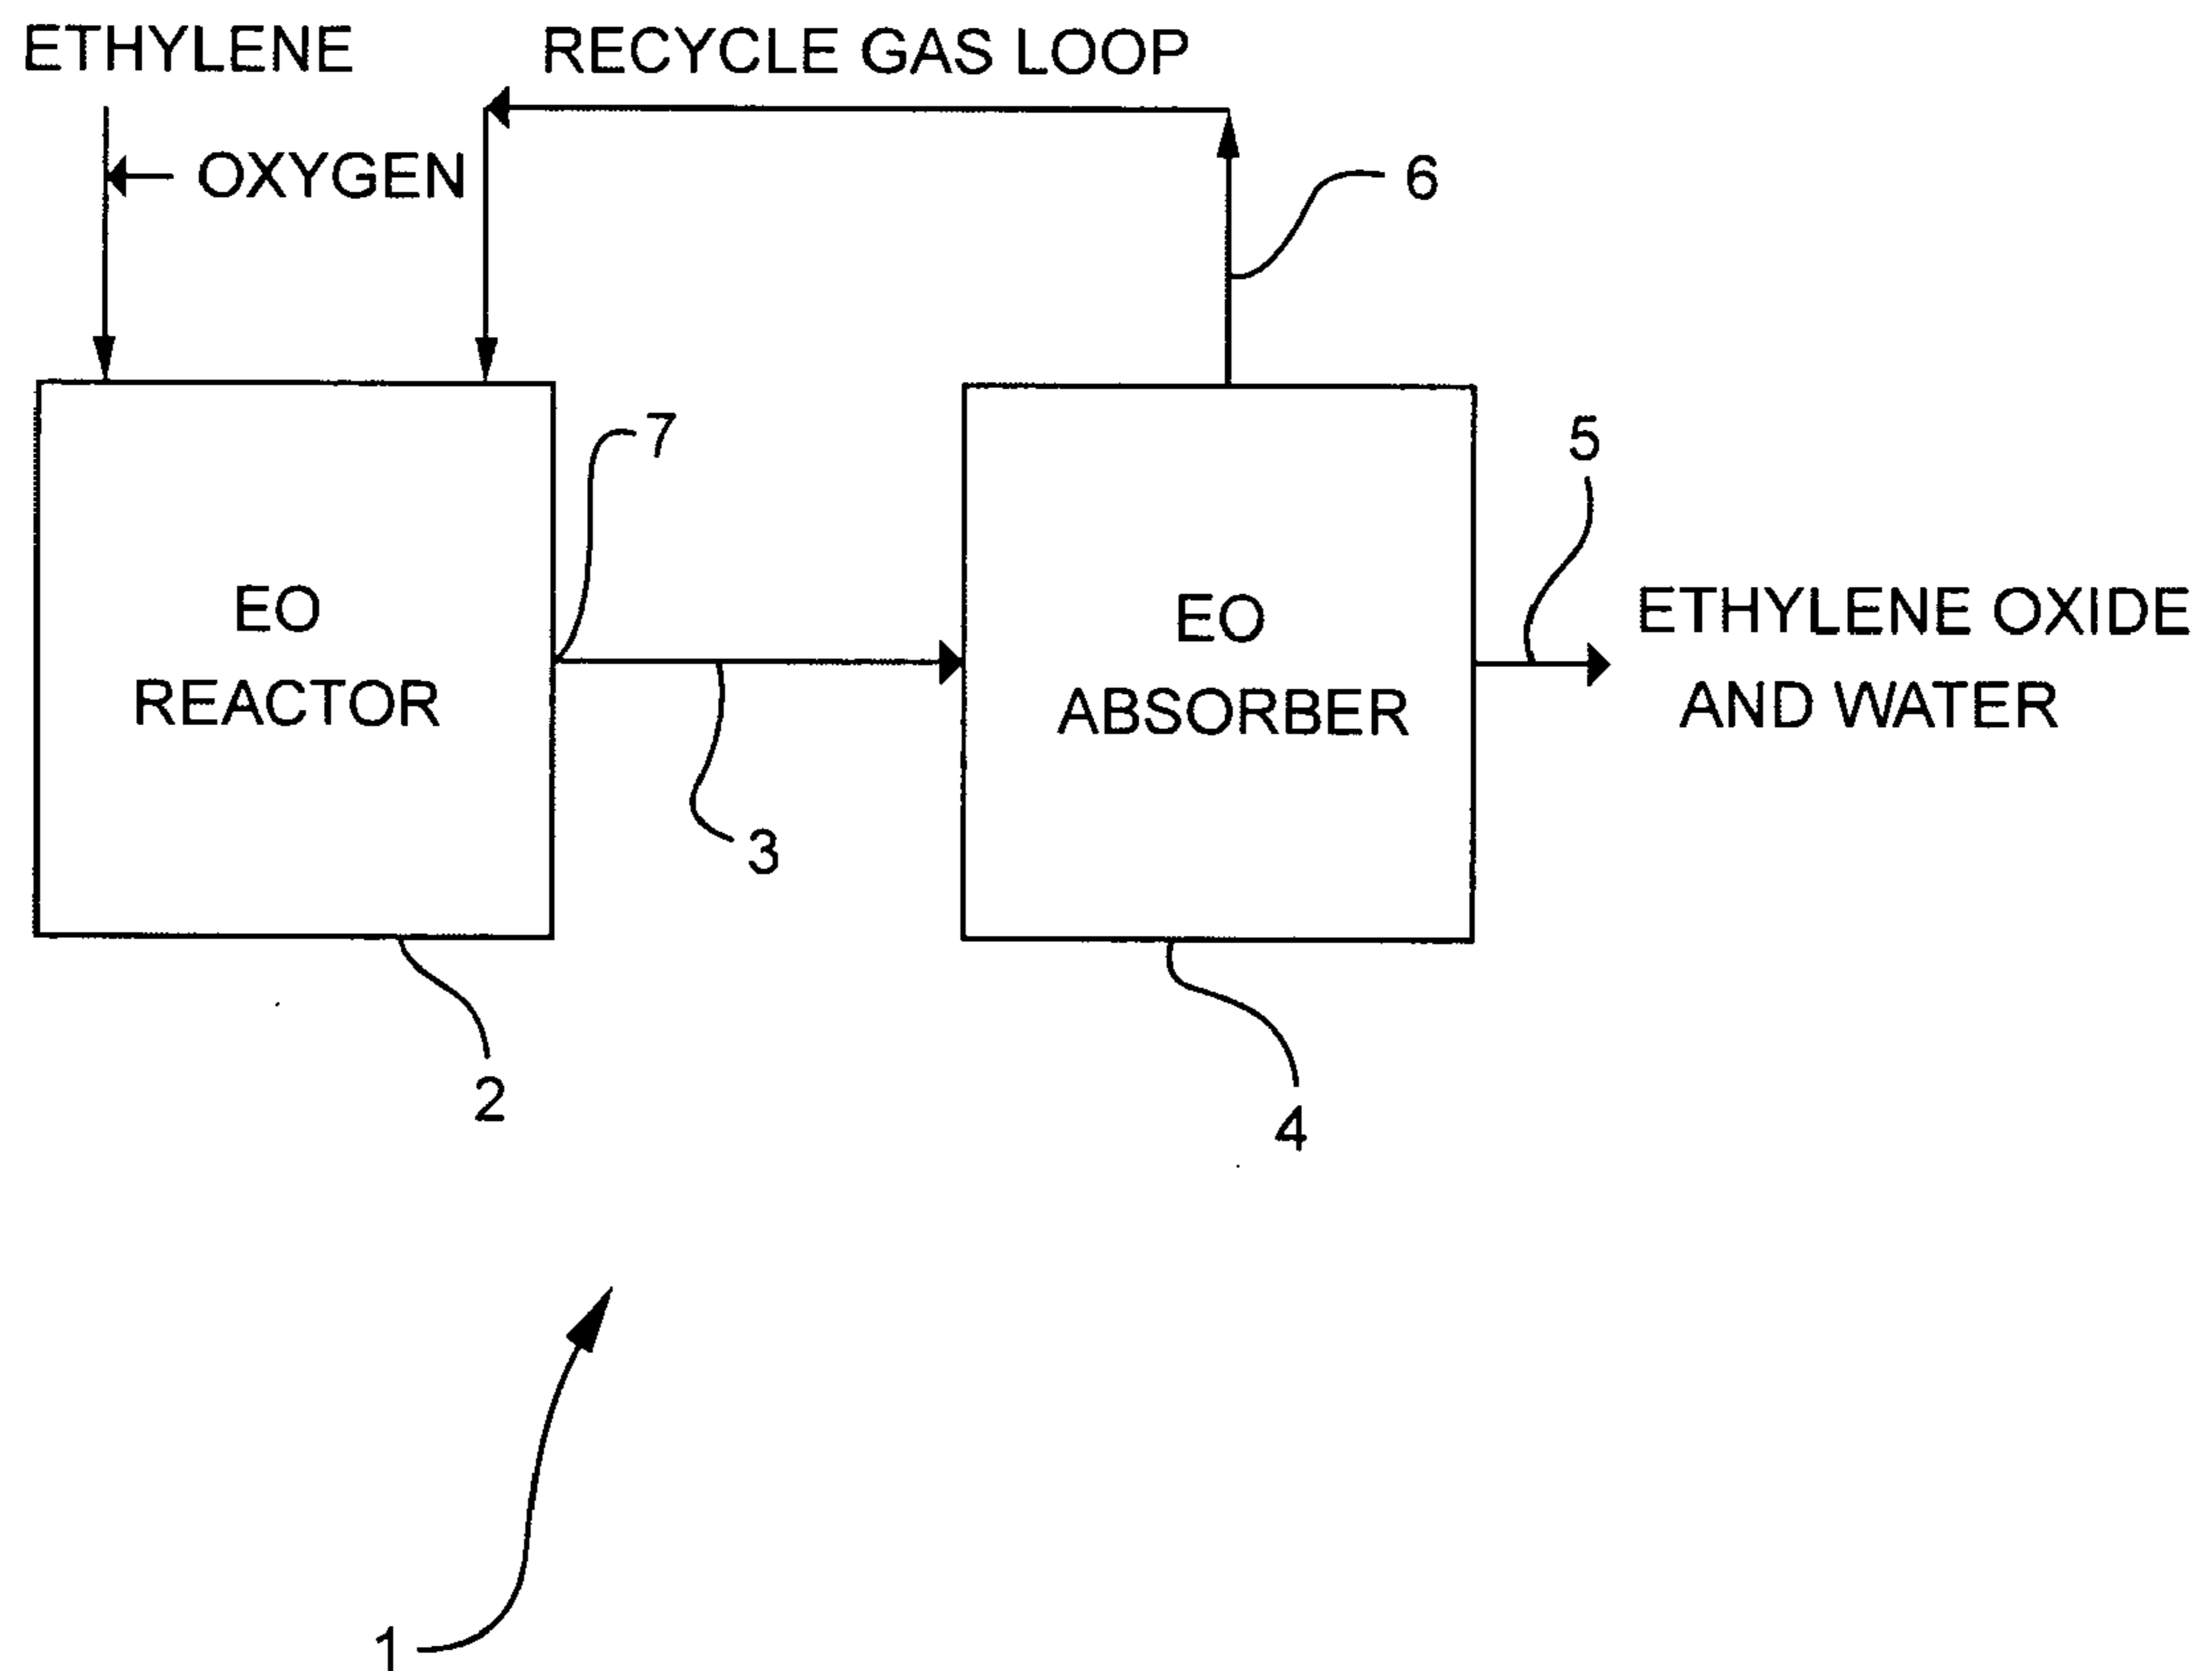 ETHYLENE
RECYCLE GAS LOOP
OXYGEN
6
7
5
EO
REACTOR
EO
ABSORBER
ETHYLENE OXIDE
AND WATER
3
2
4
1